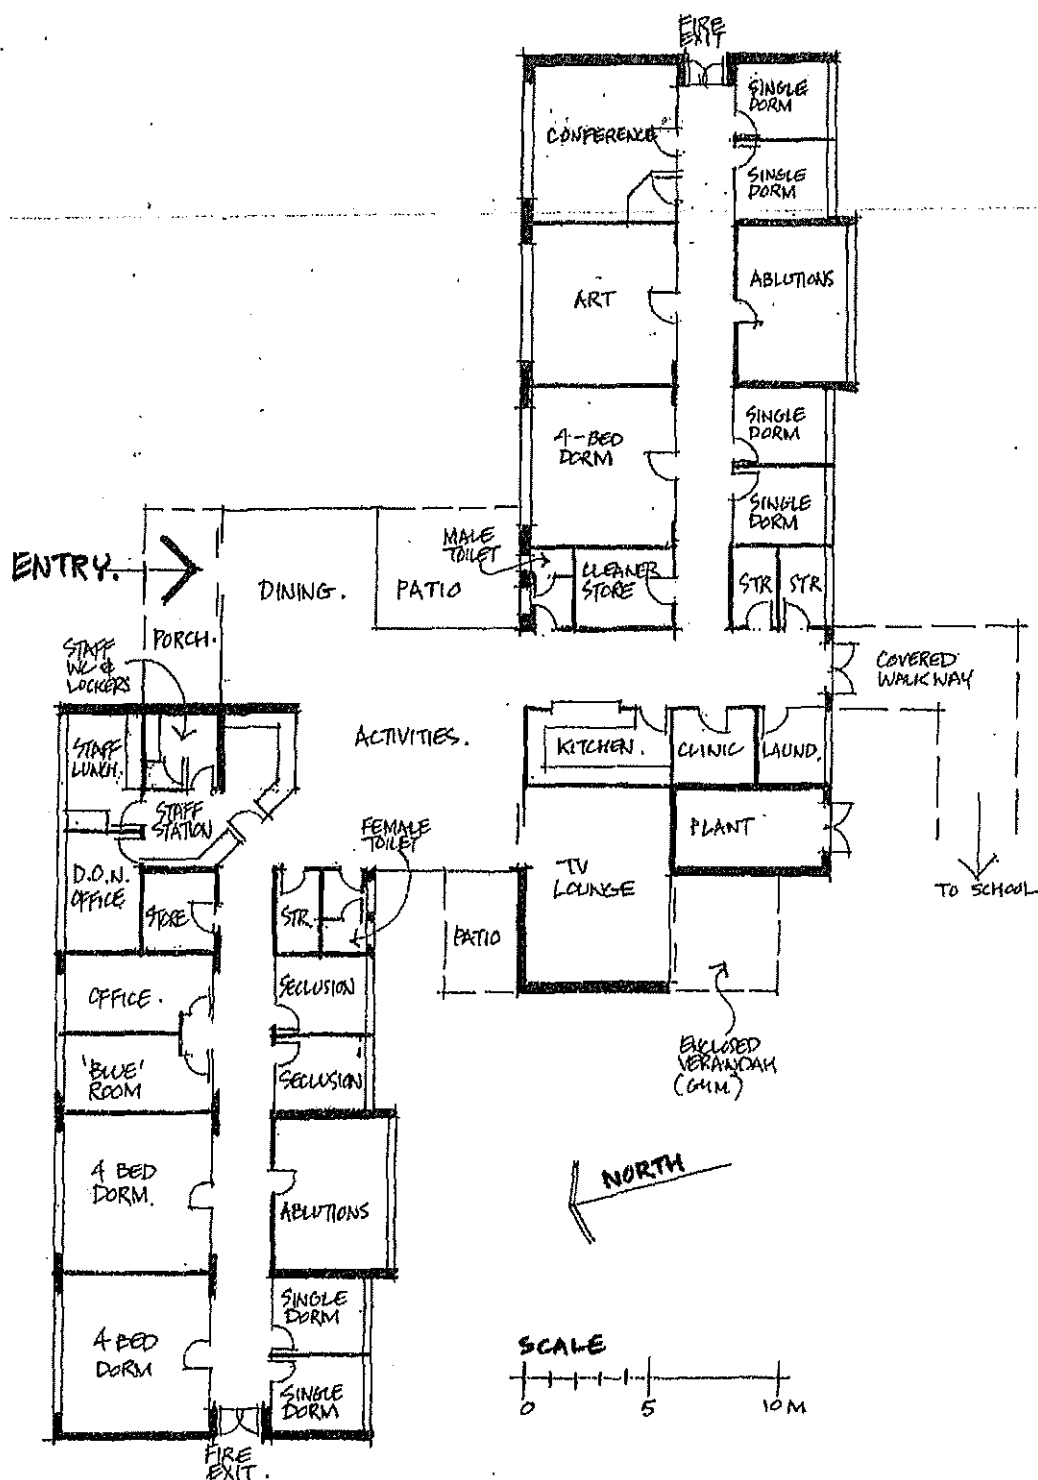 FIRE
EXIT
SINGLE
DORM
CONFERENCE
SINGLE
DORM
ART
ABLUTIONS
4-BED
DORM
SINGLE
DORM
SINGLE
DORM
MALE
TOILET
CLEANER
STORE
STR
STR
ENTRY.
DINING.
PATIO
PORCH.
STAFF
WC &
LOCKERS
COVERED
WALKWAY
ACTIVITIES.
KITCHEN.
CLINIC
LAUND.
STAFF
LUNCH.
STAFF
STATION
PLANT
FEMALE
TOILET
TV
LOUNGE
TO SCHOOL
D.O.N.
OFFICE
STORE
STR
PATIO
OFFICE.
SECLUSION
'BLUE'
ROOM
SECLUSION
ENCLOSED
VERANDAH
(GYM)
4 BED
DORM.
ABLUTIONS
NORTH
4 BED
DORM
SINGLE
DORM
SINGLE
DORM
SCALE
0 5 10 M
FIRE
EXIT.